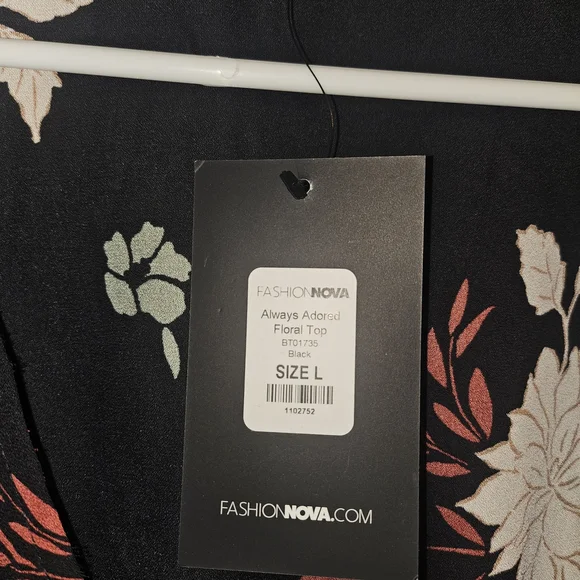 FASHIONNOVA
Always Adored
Floral Top
BT01735
Black
SIZE L
1102752
FASHIONNOVA.COM